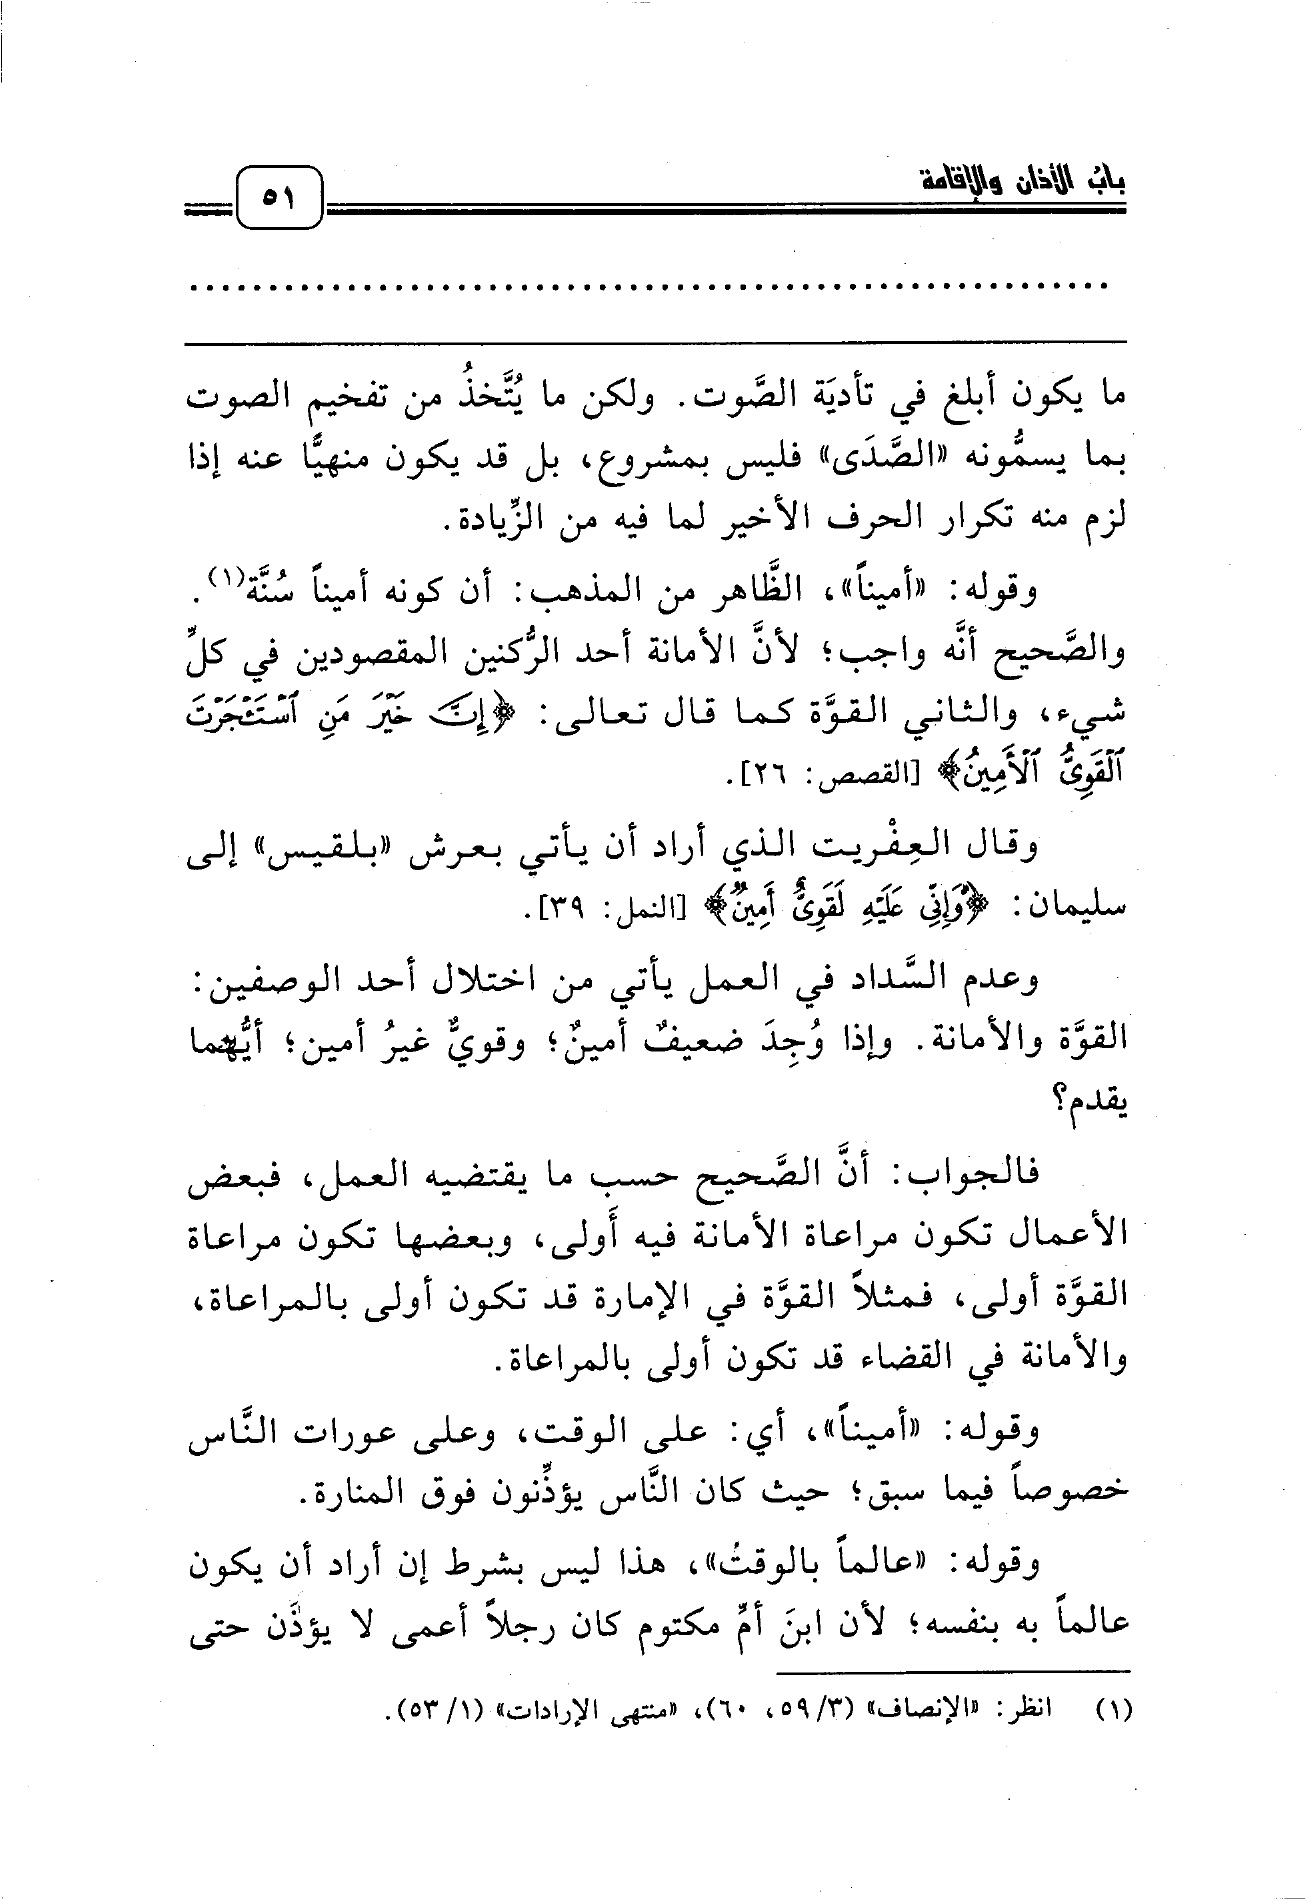 بابُ الأذان والإقامة
٥١
ما يكون أبلغ في تأديَة الصَّوت. ولكن ما يُتَّخذُ من تفخيم الصوت
بما يسمُّونه «الصَّدَى» فليس بمشروع، بل قد يكون منهيًّا عنه إذا
لزم منه تكرار الحرف الأخير لما فيه من الزِّيادة.
وقوله: «أميناً»، الظَّاهر من المذهب: أن كونه أميناً سُنَّة(١).
والصَّحيح أنَّه واجب؛ لأنَّ الأمانة أحد الرُّكنين المقصودين في كلِّ
شيء، والثاني القوَّة كما قال تعالى: ﴿إِنَّ خَيْرَ مَنِ ٱسْتَـْٔجَرْتَ
ٱلْقَوِىُّ ٱلْأَمِينُ﴾ [القصص: ٢٦].
وقال العِفْريت الذي أراد أن يأتي بعرش «بلقيس» إلى
سليمان: ﴿وَإِنِّى عَلَيْهِ لَقَوِىٌّ أَمِينٌ﴾ [النمل: ٣٩].
وعدم السَّداد في العمل يأتي من اختلال أحد الوصفين:
القوَّة والأمانة. وإذا وُجِدَ ضعيفٌ أمينٌ؛ وقويٌّ غيرُ أمين؛ أيُّهما
يقدم؟
فالجواب: أنَّ الصَّحيح حسب ما يقتضيه العمل، فبعض
الأعمال تكون مراعاة الأمانة فيه أَولى، وبعضها تكون مراعاة
القوَّة أولى، فمثلاً القوَّة في الإمارة قد تكون أولى بالمراعاة،
والأمانة في القضاء قد تكون أولى بالمراعاة.
وقوله: «أميناً»، أي: على الوقت، وعلى عورات النَّاس
خصوصاً فيما سبق؛ حيث كان النَّاس يؤذِّنون فوق المنارة.
وقوله: «عالماً بالوقتُ»، هذا ليس بشرط إن أراد أن يكون
عالماً به بنفسه؛ لأن ابنَ أمِّ مكتوم كان رجلاً أعمى لا يؤذَّن حتى
(١) انظر: «الإنصاف» (٣/ ٥٩، ٦٠)، «منتهى الإرادات» (١/ ٥٣).